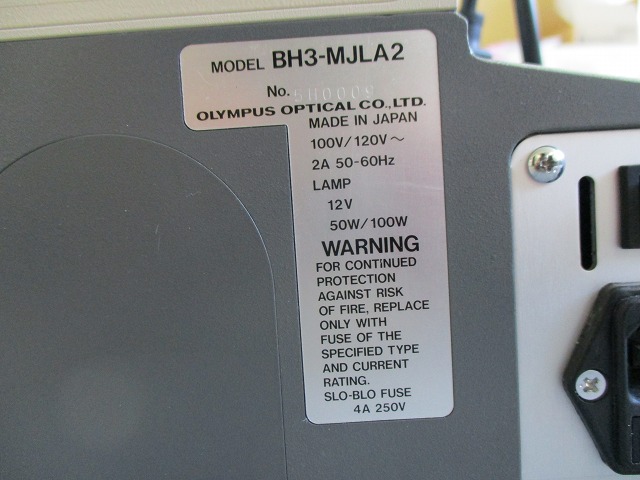 MODEL BH3-MJLA2
No.
OLYMPUS OPTICAL CO., LTD.
MADE IN JAPAN
100V/120V～
2A 50-60Hz
LAMP
12V
50W/100W
WARNING
FOR CONTINUED
PROTECTION
AGAINST RISK
OF FIRE, REPLACE
ONLY WITH
FUSE OF THE
SPECIFIED TYPE
AND CURRENT
RATING.
SLO-BLO FUSE
4A 250V